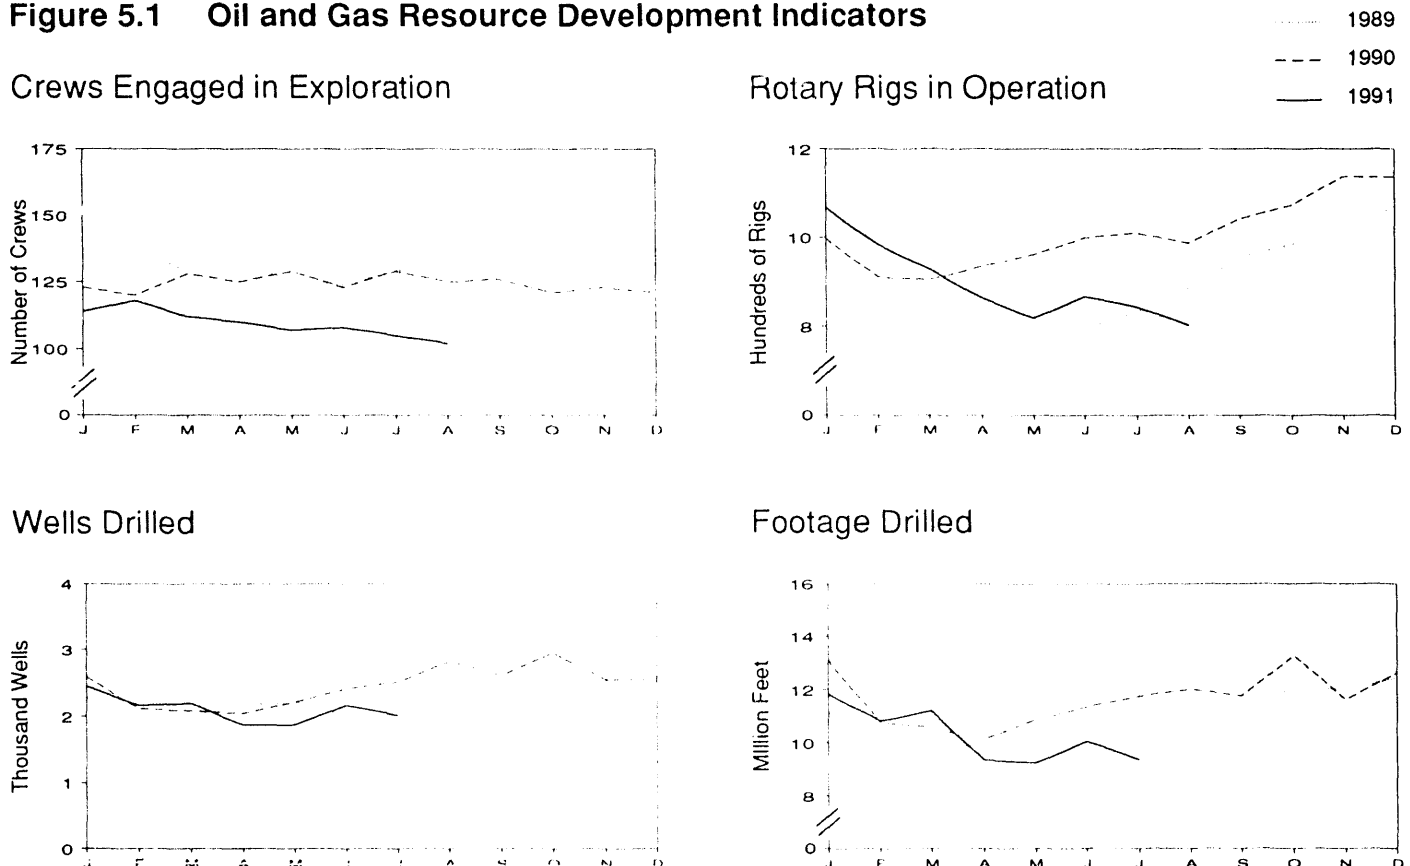 Figure 5.1 Oil and Gas Resource Development Indicators
1989
1990
1991
Crews Engaged in Exploration
Number of Crews
175
150
125
100
0
J F M A M J J A S O N D
Rotary Rigs in Operation
Hundreds of Rigs
12
10
8
0
J F M A M J J A S O N D
Wells Drilled
Thousand Wells
4
3
2
1
0
J F M A M J J A S O N D
Footage Drilled
Million Feet
16
14
12
10
8
0
J F M A M J J A S O N D